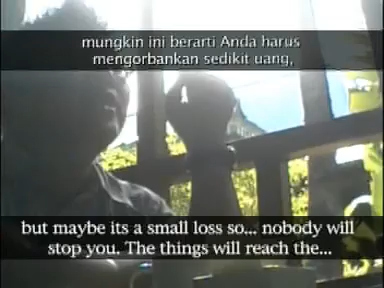 mungkin ini berarti Anda harus
mengorbankan sedikit uang,
but maybe its a small loss so... nobody will
stop you. The things will reach the...